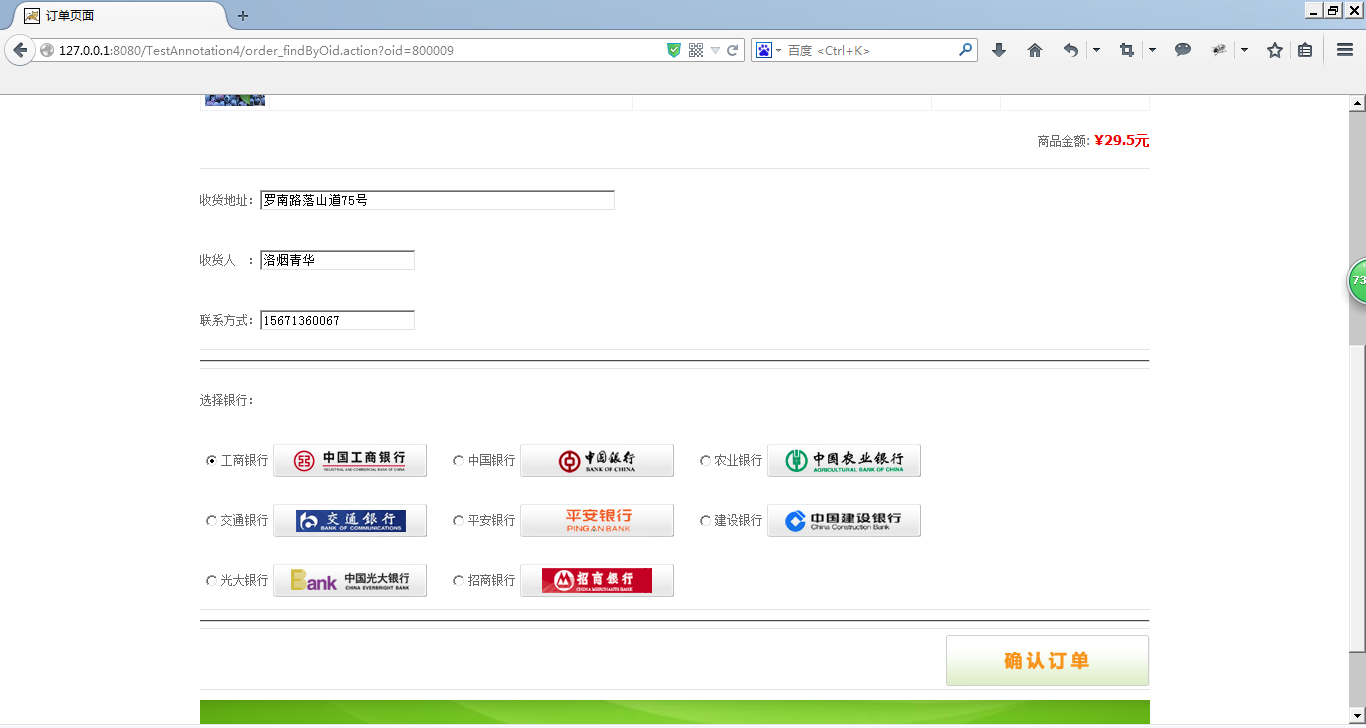 订单页面
127.0.0.1:8080/TestAnnotation4/order_findByOid.action?oid=800009
百度 <Ctrl+K>
商品金额: ¥29.5元
收货地址: 罗南路落山道75号
73
收货人 : 洛烟青华
联系方式: 15671360067
选择银行:
工商银行 中国工商银行 中国银行 中国银行 农业银行 中国农业银行
INDUSTRIAL AND COMMERCIAL BANK OF CHINA BANK OF CHINA AGRICULTURAL BANK OF CHINA
交通银行 交通银行 平安银行 平安银行 建设银行 中国建设银行
BANK OF COMMUNICATIONS PING AN BANK China Construction Bank
光大银行 Bank 中国光大银行 招商银行 招商银行
CHINA EVERBRIGHT BANK CHINA MERCHANTS BANK
确认订单